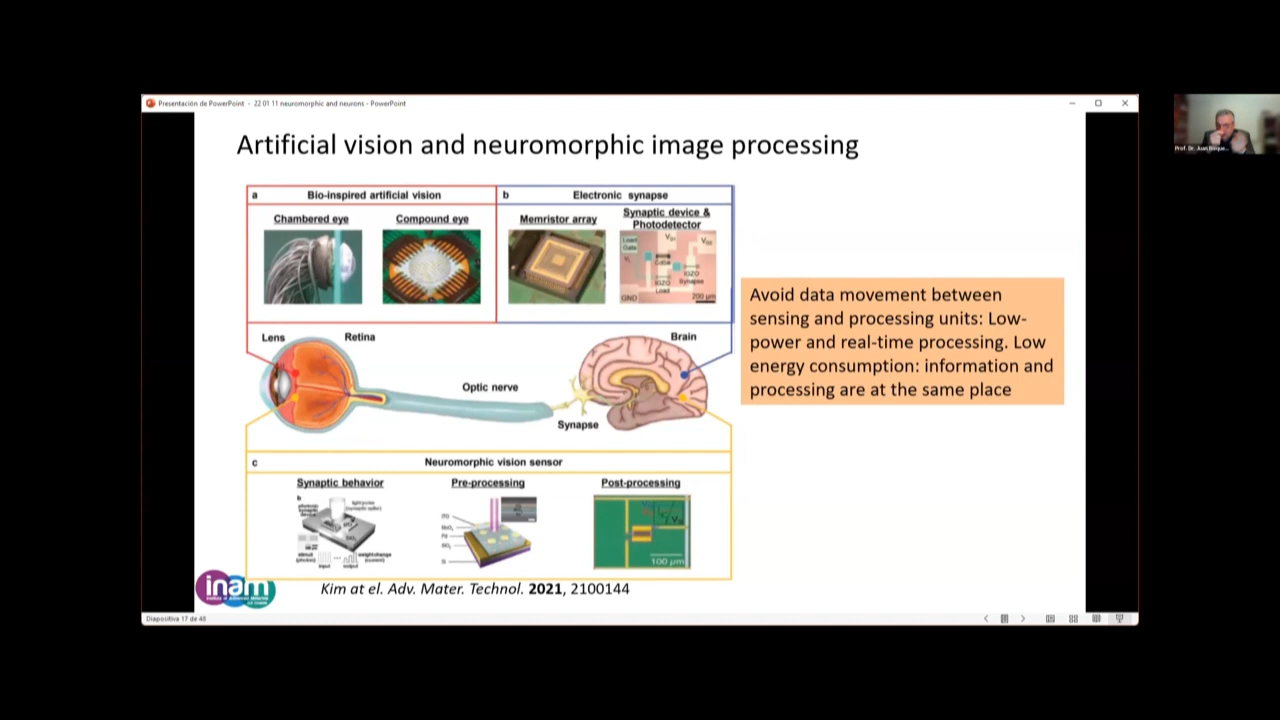 Presentación de PowerPoint - 22 01 11 neuromorphic and neurons - PowerPoint
Artificial vision and neuromorphic image processing
a Bio-inspired artificial vision
b Electronic synapse
Chambered eye
Compound eye
Memristor array
Synaptic device &
Photodetector
Load
Gate
GND
IGZO
Load
IGZO
Synapse
200 μm
Lens
Retina
Brain
Optic nerve
Synapse
Avoid data movement between
sensing and processing units: Low-
power and real-time processing. Low
energy consumption: information and
processing are at the same place
c Neuromorphic vision sensor
Synaptic behavior
Pre-processing
Post-processing
b
input
output
100 μm
inam
Kim at el. Adv. Mater. Technol. 2021, 2100144
Diapositiva 17 de 48
Prof. Dr. Juan